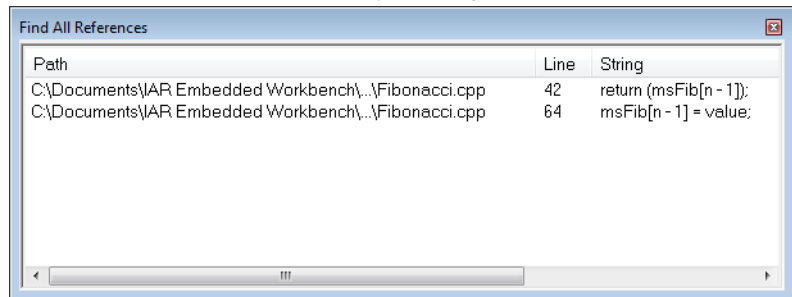 Find All References
Path Line String
C:\Documents\IAR Embedded Workbench\...\Fibonacci.cpp 42 return (msFib[n - 1]);
C:\Documents\IAR Embedded Workbench\...\Fibonacci.cpp 64 msFib[n - 1] = value;